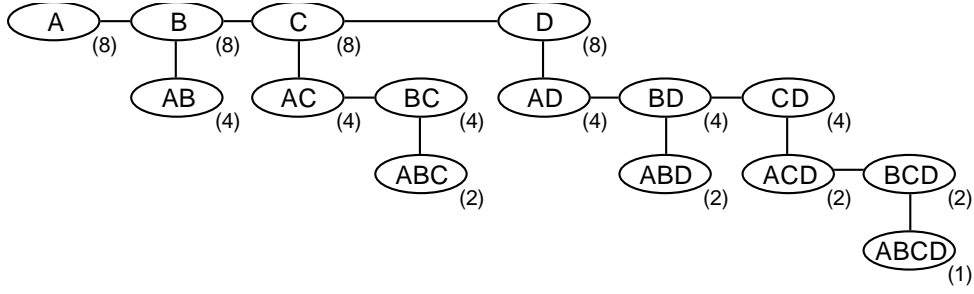 A B C D
(8) (8) (8) (8)
AB AC BC AD BD CD
(4) (4) (4) (4) (4) (4)
ABC ABD ACD BCD
(2) (2) (2) (2)
ABCD
(1)